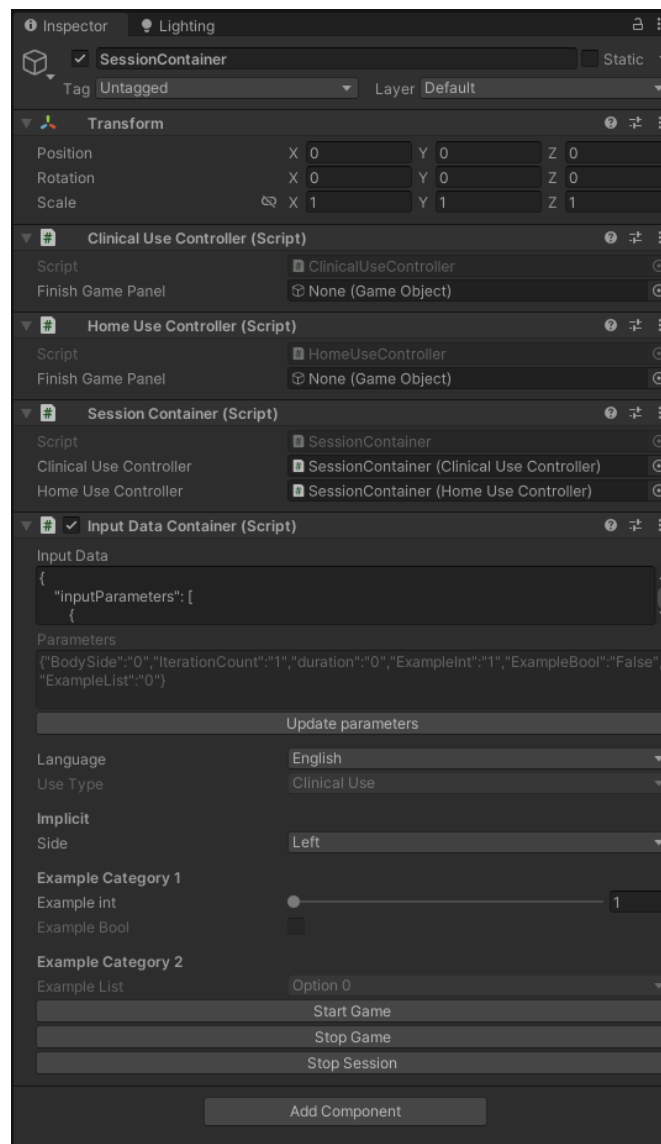 Inspector Lighting
SessionContainer Static
Tag Untagged Layer Default
Transform
Position X 0 Y 0 Z 0
Rotation X 0 Y 0 Z 0
Scale X 1 Y 1 Z 1
# Clinical Use Controller (Script)
Script # ClinicalUseController
Finish Game Panel None (Game Object)
# Home Use Controller (Script)
Script # HomeUseController
Finish Game Panel None (Game Object)
# Session Container (Script)
Script # SessionContainer
Clinical Use Controller # SessionContainer (Clinical Use Controller)
Home Use Controller # SessionContainer (Home Use Controller)
# Input Data Container (Script)
Input Data
{
"inputParameters": [
{
Parameters
{"BodySide":"0","IterationCount":"1","duration":"0","ExampleInt":"1","ExampleBool":"False",
"ExampleList":"0"}
Update parameters
Language English
Use Type Clinical Use
Implicit
Side Left
Example Category 1
Example int 1
Example Bool
Example Category 2
Example List Option 0
Start Game
Stop Game
Stop Session
Add Component